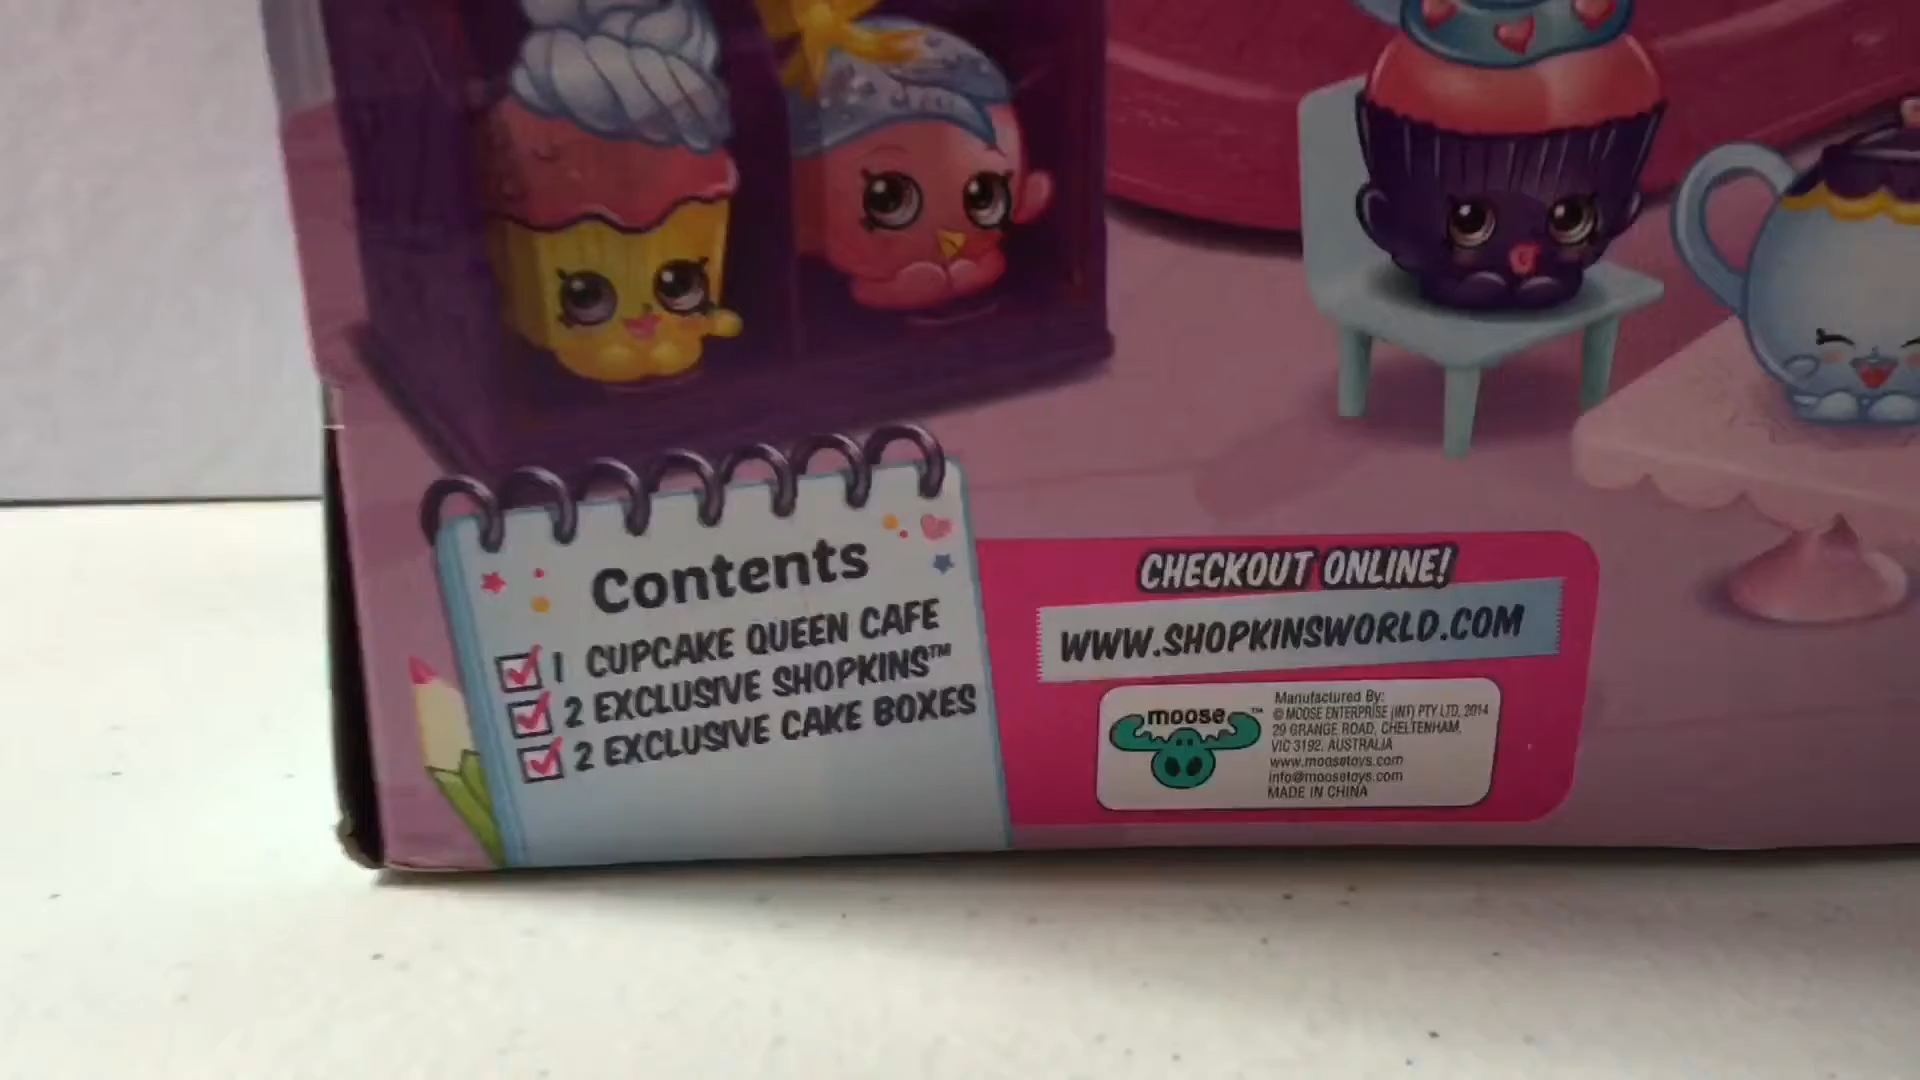 Contents
1 CUPCAKE QUEEN CAFE
2 EXCLUSIVE SHOPKINS™
2 EXCLUSIVE CAKE BOXES
CHECKOUT ONLINE!
WWW.SHOPKINSWORLD.COM
moose™
Manufactured By:
© MOOSE ENTERPRISE (INT) PTY LTD, 2014
29 GRANGE ROAD, CHELTENHAM,
VIC 3192, AUSTRALIA
www.moosetoys.com
info@moosetoys.com
MADE IN CHINA